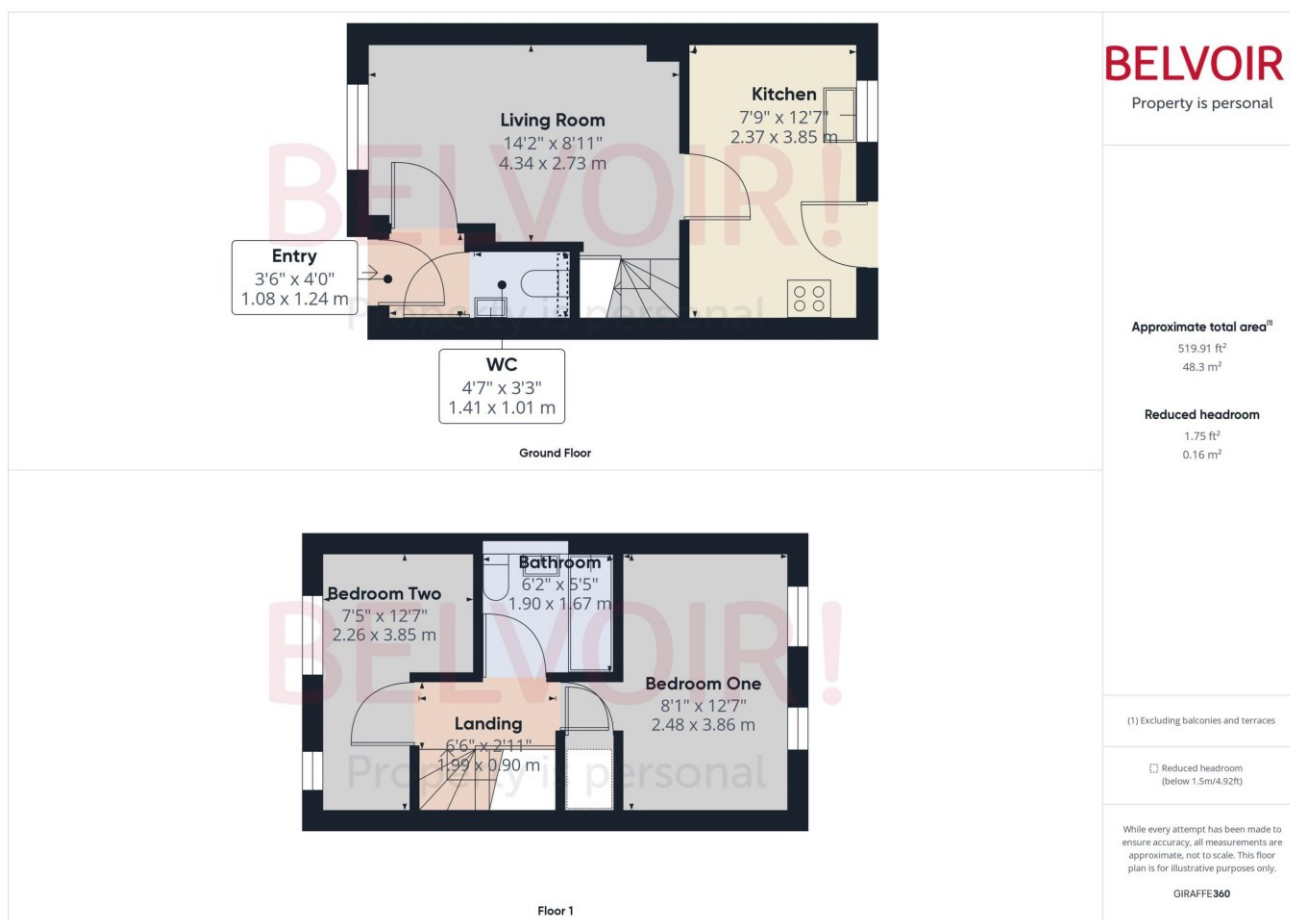 BELVOIR
Property is personal
Living Room
14'2" x 8'11"
4.34 x 2.73 m
Kitchen
7'9" x 12'7"
2.37 x 3.85 m
BELVOIR!
Property is personal
Entry
3'6" x 4'0"
1.08 x 1.24 m
WC
4'7" x 3'3"
1.41 x 1.01 m
Ground Floor
Approximate total area(1)
519.91 ft²
48.3 m²
Reduced headroom
1.75 ft²
0.16 m²
Bedroom Two
7'5" x 12'7"
2.26 x 3.85 m
Bathroom
6'2" x 5'5"
1.90 x 1.67 m
Bedroom One
8'1" x 12'7"
2.48 x 3.86 m
Landing
6'6" x 2'11"
1.99 x 0.90 m
BELVOIR!
Property is personal
Floor 1
(1) Excluding balconies and terraces
Reduced headroom
(below 1.5m/4.92ft)
While every attempt has been made to
ensure accuracy, all measurements are
approximate, not to scale. This floor
plan is for illustrative purposes only.
GIRAFFE360